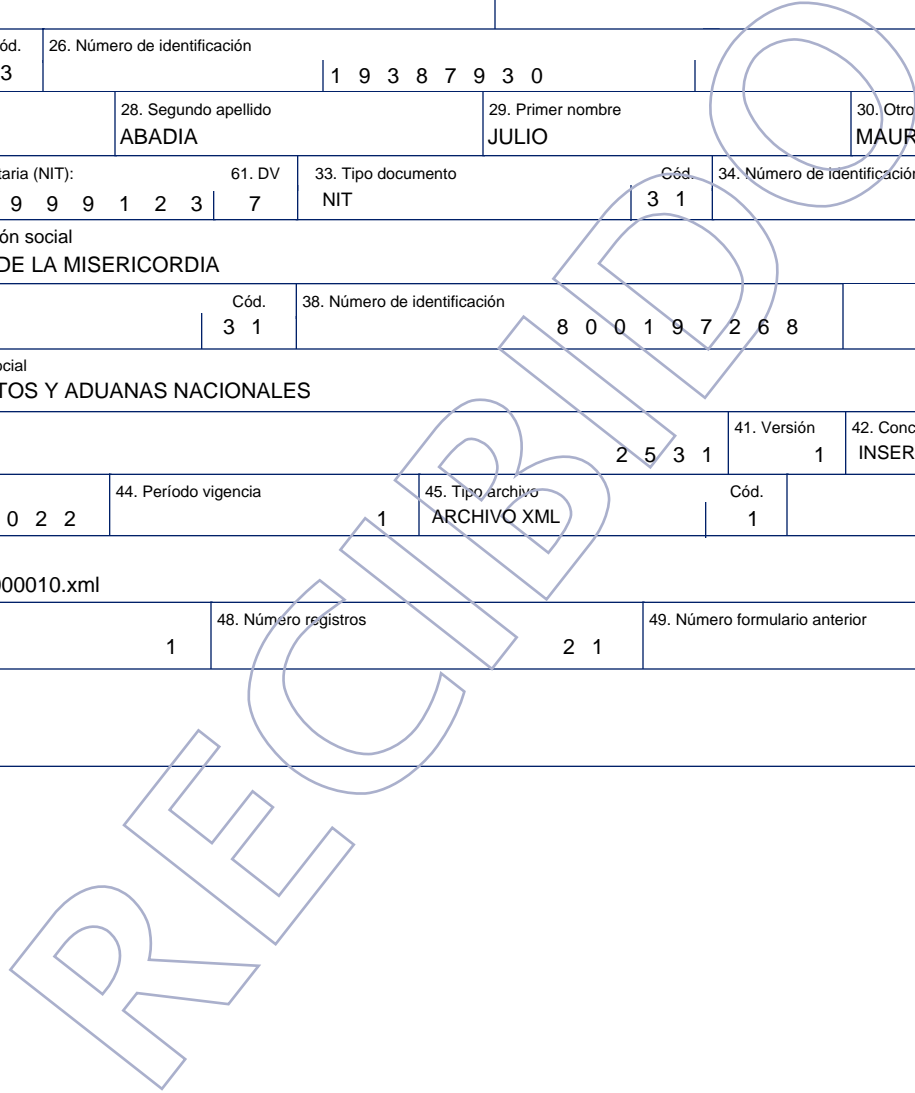 ód. 26. Número de identificación
3 1 9 3 8 7 9 3 0
28. Segundo apellido 29. Primer nombre 30. Otro
ABADIA JULIO MAUR
taria (NIT): 61. DV 33. Tipo documento Cód. 34. Número de identificación
9 9 9 1 2 3 7 NIT 3 1
ón social
DE LA MISERICORDIA
Cód. 38. Número de identificación
3 1 8 0 0 1 9 7 2 6 8
ocial
TOS Y ADUANAS NACIONALES
41. Versión 42. Conc
2 5 3 1 1 INSER
44. Período vigencia 45. Tipo archivo Cód.
0 2 2 1 ARCHIVO XML 1
000010.xml
48. Número registros 49. Número formulario anterior
1 2 1
RECIBIDO